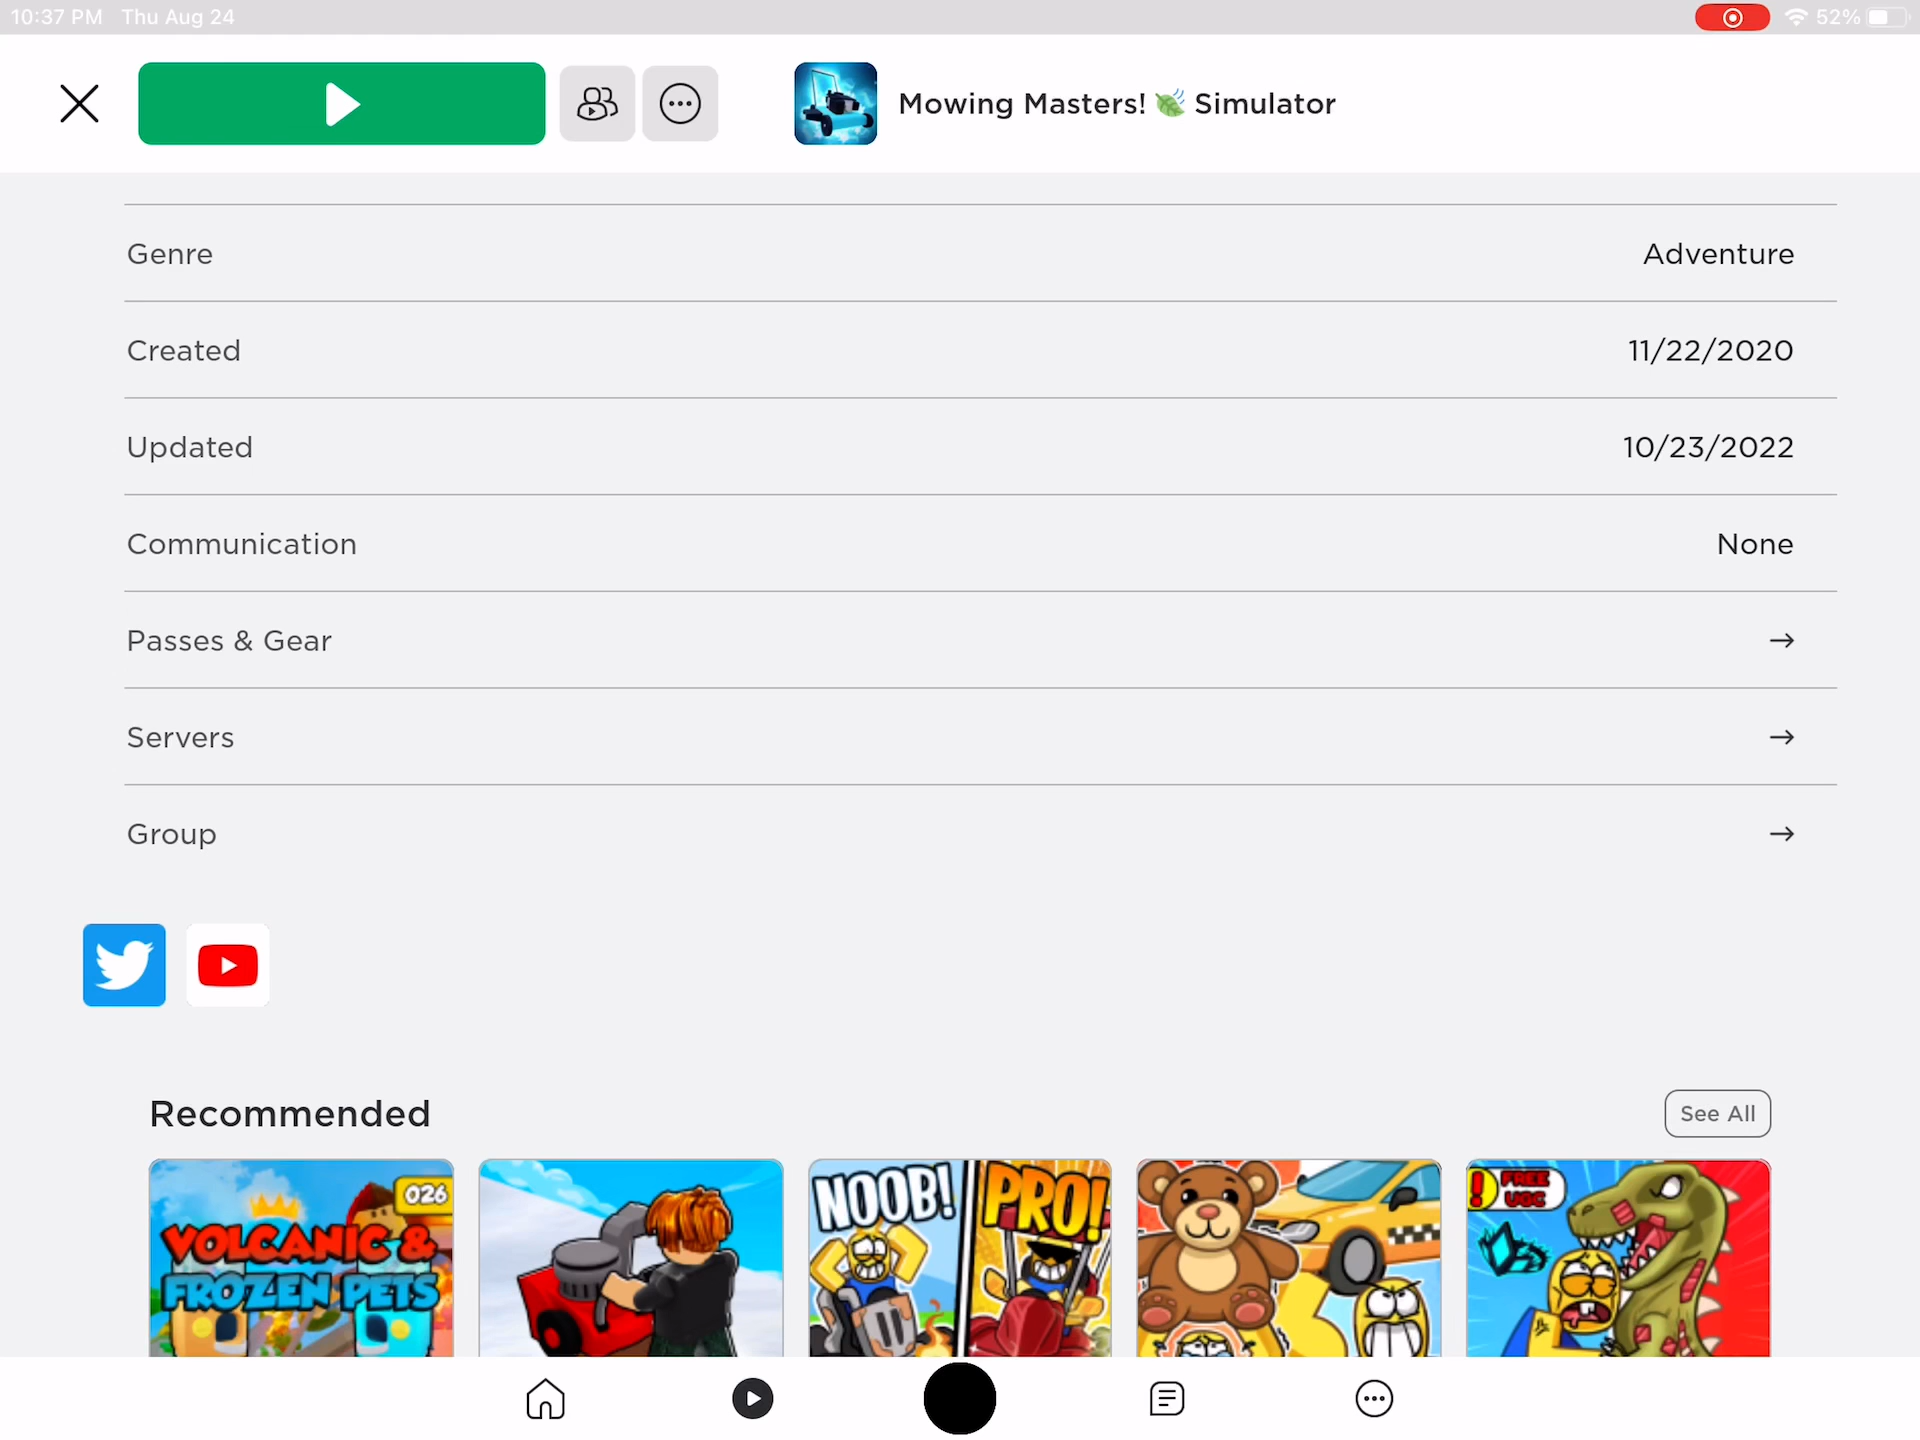 10:37 PM Thu Aug 24
52%
Mowing Masters! 🍃 Simulator
Genre
Adventure
Created
11/22/2020
Updated
10/23/2022
Communication
None
Passes & Gear
Servers
Group
Recommended
See All
026
VOLCANIC &
FROZEN PETS
NOOB!
PRO!
FREE
UGC